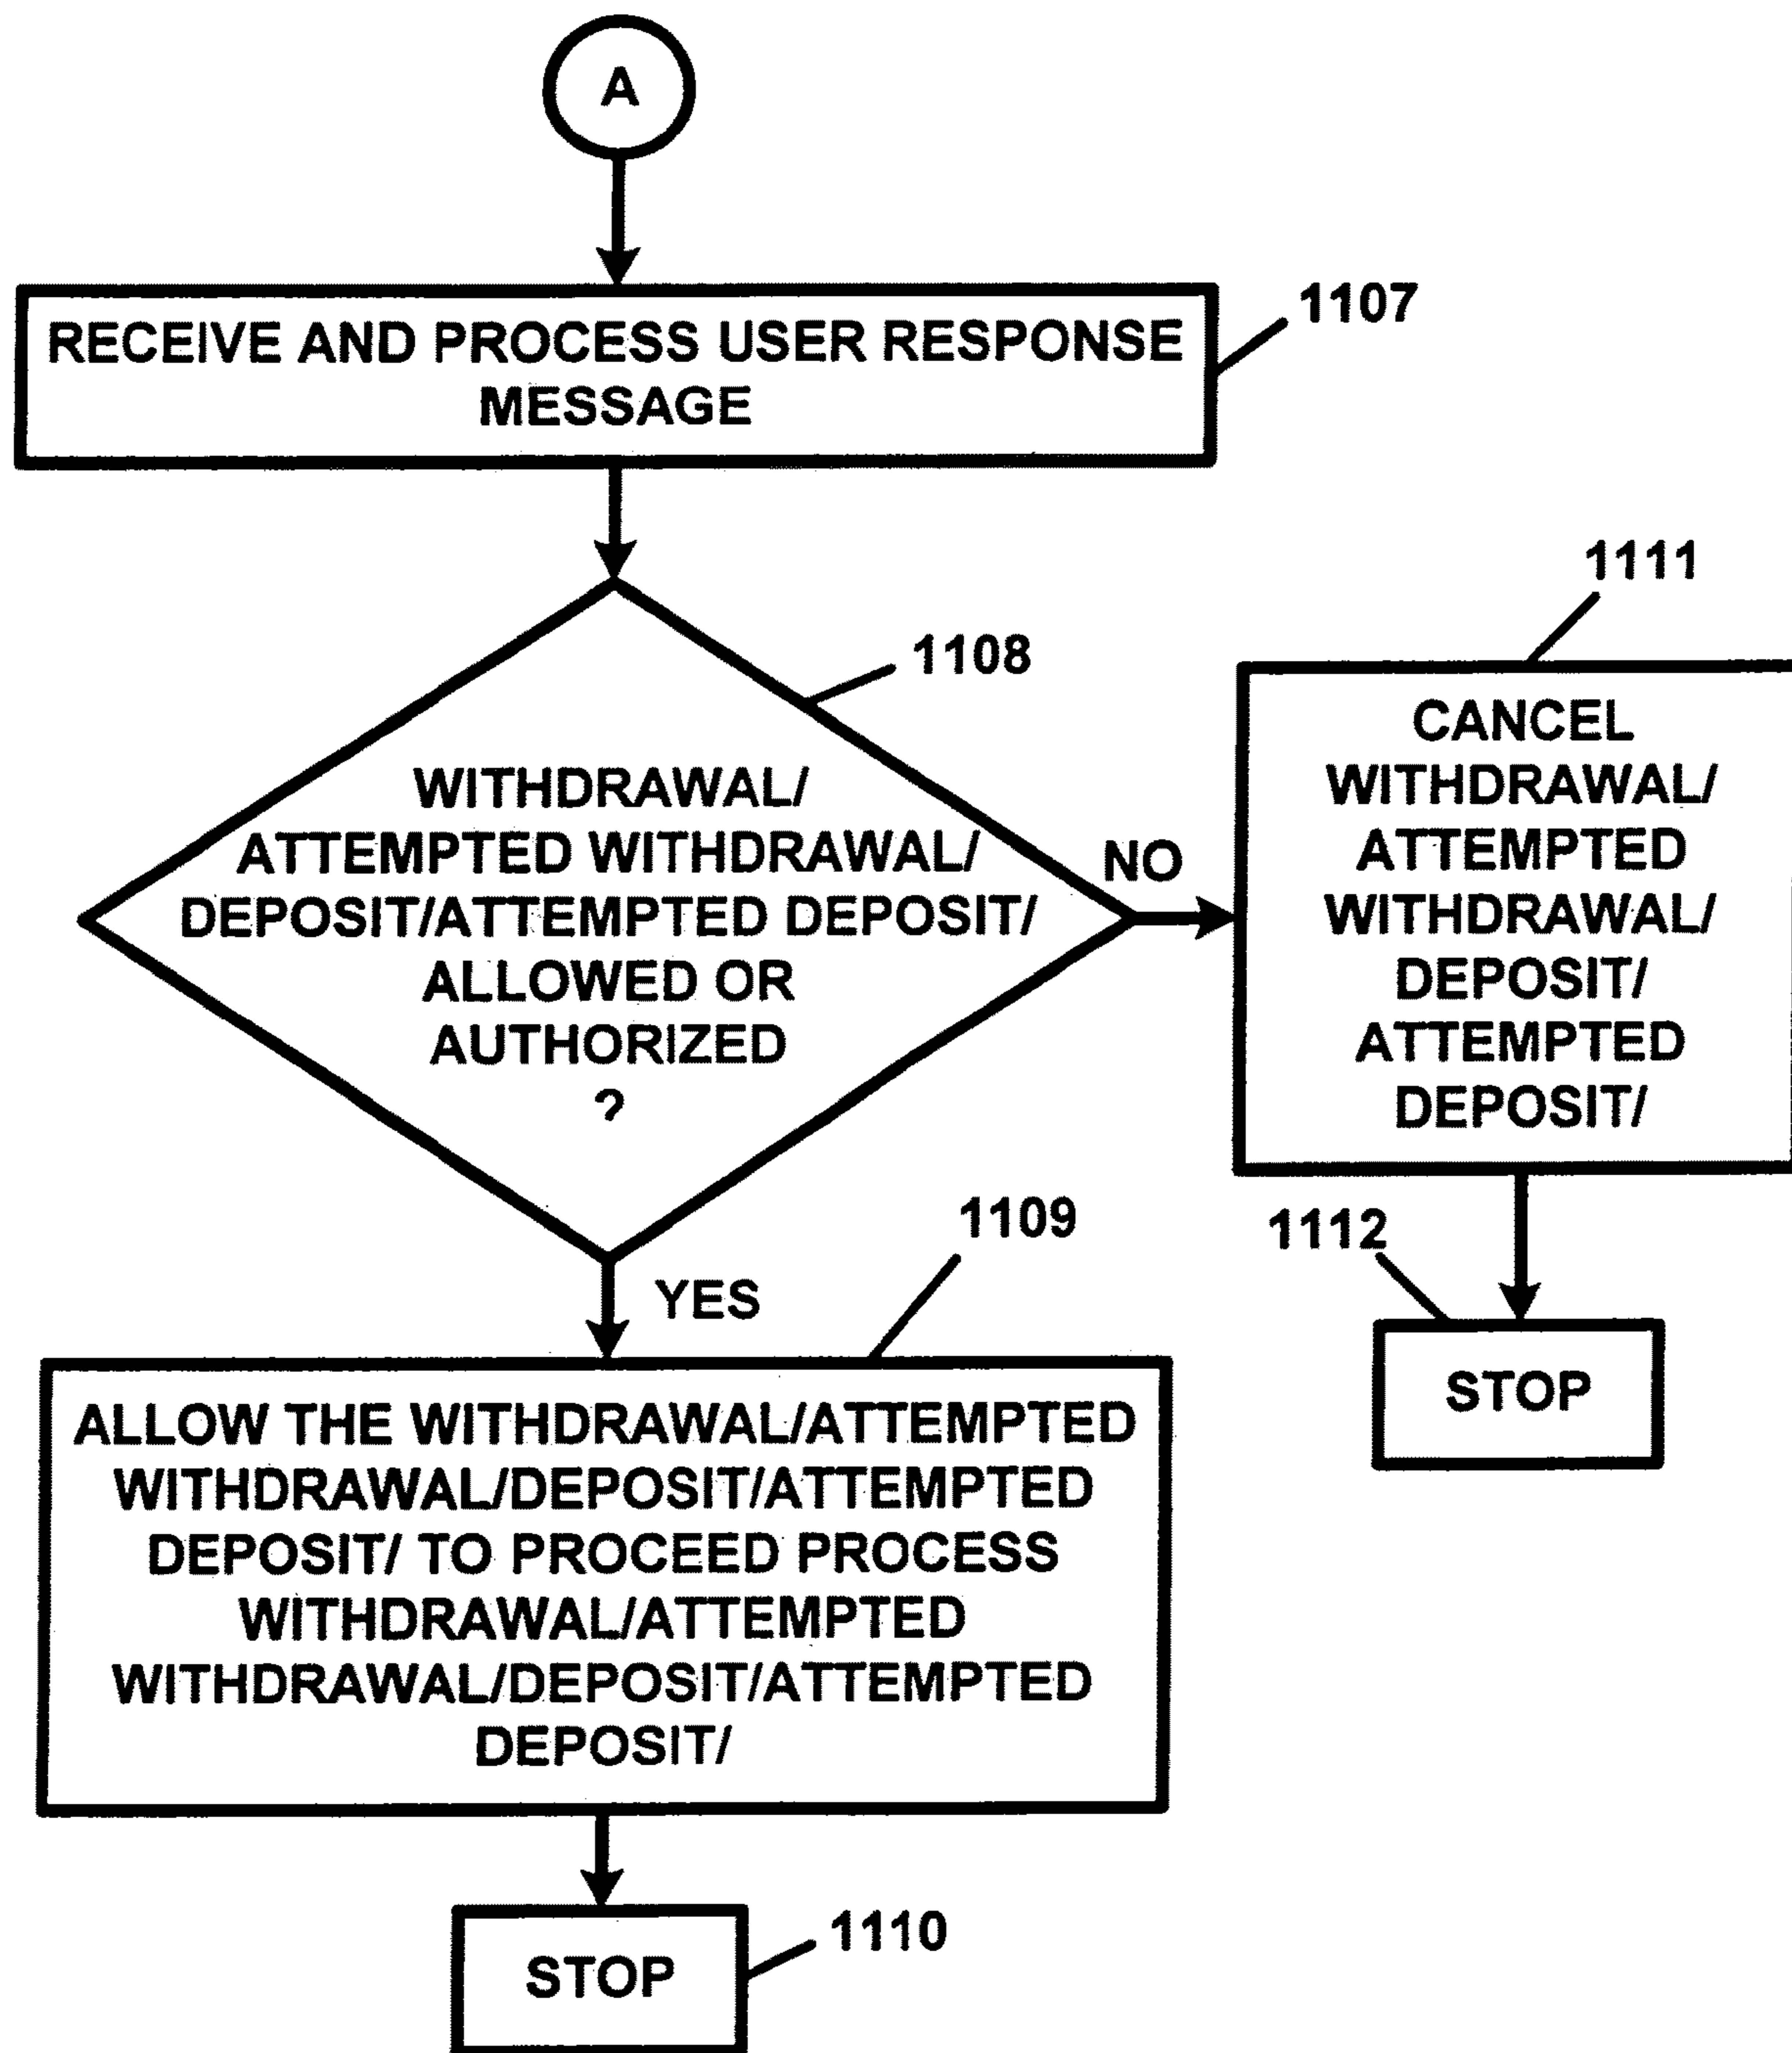 A
RECEIVE AND PROCESS USER RESPONSE
MESSAGE
1107
1108
WITHDRAWAL/
ATTEMPTED WITHDRAWAL/
DEPOSIT/ATTEMPTED DEPOSIT/
ALLOWED OR
AUTHORIZED
?
NO
1111
CANCEL
WITHDRAWAL/
ATTEMPTED
WITHDRAWAL/
DEPOSIT/
ATTEMPTED
DEPOSIT/
1112
STOP
YES
1109
ALLOW THE WITHDRAWAL/ATTEMPTED
WITHDRAWAL/DEPOSIT/ATTEMPTED
DEPOSIT/ TO PROCEED PROCESS
WITHDRAWAL/ATTEMPTED
WITHDRAWAL/DEPOSIT/ATTEMPTED
DEPOSIT/
STOP
1110